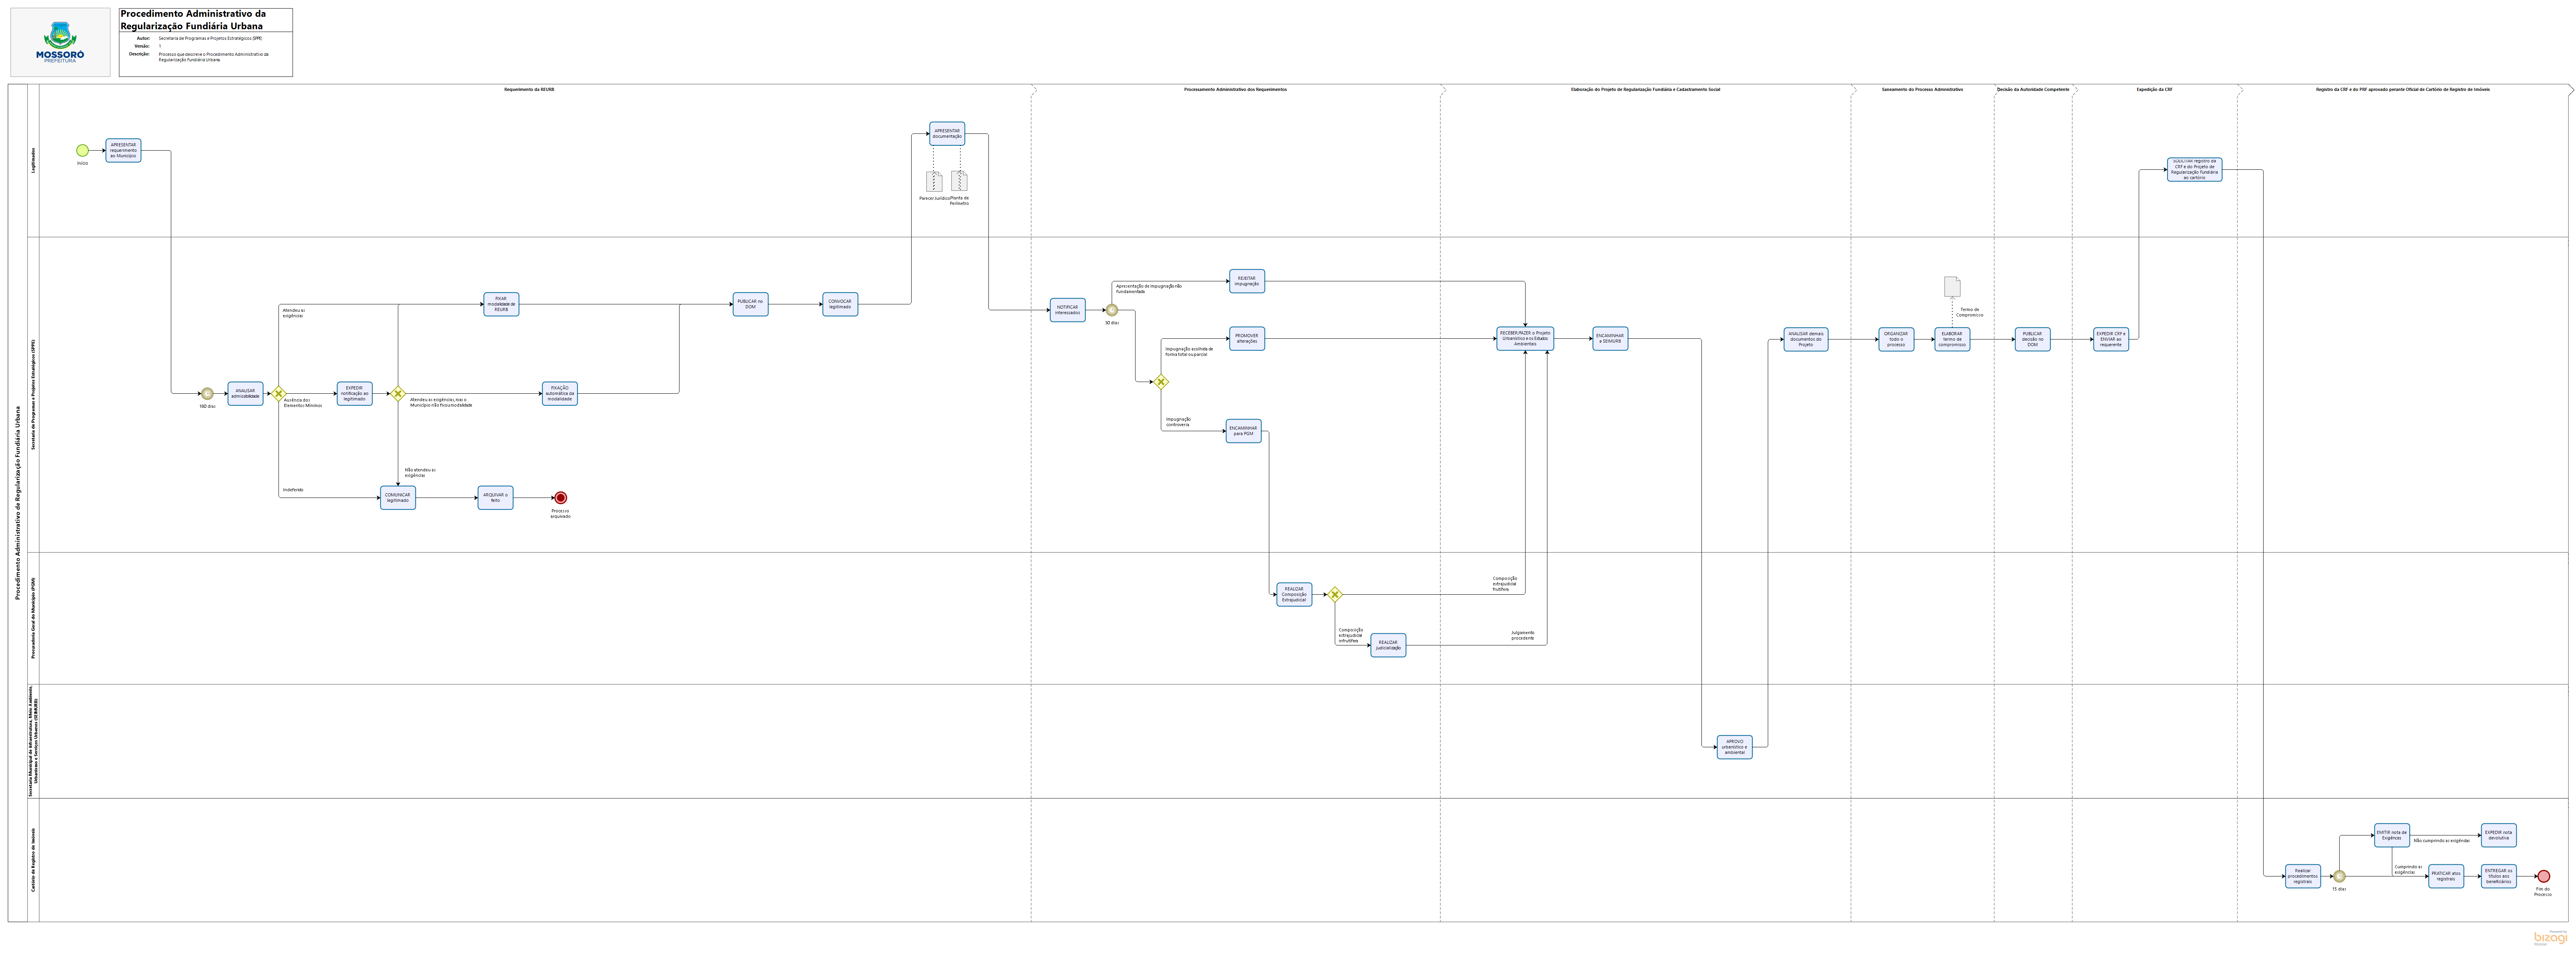 MOSSORÓ
PREFEITURA
Procedimento Administrativo da
Regularização Fundiária Urbana
Autor: Secretaria de Programas e Projetos Estratégicos (SPPE)
Versão: 1
Descrição: Processo que descreve o Procedimento Administrativo da
Regularização Fundiária Urbana.
Procedimento Administrativo de Regularização Fundiária Urbana
Requerimento da REURB
Processamento Administrativo dos Requerimentos
Elaboração do Projeto de Regularização Fundiária e Cadastramento Social
Saneamento do Processo Administrativo
Decisão da Autoridade Competente
Expedição da CRF
Registro da CRF e do PRF aprovado perante Oficial de Cartório de Registro de Imóveis
Legitimados
Início
APRESENTAR
requerimento
ao Município
APRESENTAR
documentação
Parecer Jurídico
Planta de
Perímetro
SOLICITAR registro da
CRF e do Projeto de
Regularização Fundiária
ao cartório
Secretaria de Programas e Projetos Estratégicos (SPPE)
180 dias
ANALISAR
admissibilidade
Atendeu as
exigências
Ausência dos
Elementos Mínimos
Indeferido
EXPEDIR
notificação ao
legitimado
FIXAR
modalidade de
REURB
Atendeu as exigências, mas o
Município não fixou modalidade
FIXAÇÃO
automática da
modalidade
Não atendeu as
exigências
COMUNICAR
legitimado
ARQUIVAR o
feito
Processo
arquivado
PUBLICAR no
DOM
CONVOCAR
legitimado
NOTIFICAR
interessados
30 dias
Apresentação de impugnação não
fundamentada
REJEITAR
impugnação
Impugnação acolhida de
forma total ou parcial
PROMOVER
alterações
Impugnação
controversa
ENCAMINHAR
para PGM
RECEBER/FAZER o Projeto
Urbanístico e os Estudos
Ambientais
ENCAMINHAR
a SEIMURB
ANALISAR demais
documentos do
Projeto
ORGANIZAR
todo o
processo
ELABORAR
termo de
compromisso
Termo de
Compromisso
PUBLICAR
decisão no
DOM
EXPEDIR CRF e
ENVIAR ao
requerente
Procuradoria Geral do Município (PGM)
REALIZAR
Composição
Extrajudicial
Composição
extrajudicial
frutífera
Composição
extrajudicial
infrutífera
REALIZAR
judicialização
Julgamento
procedente
Secretaria Municipal de Infraestrutura, Meio Ambiente,
Urbanismo e Serviços Urbanos (SEIMURB)
APROVO
urbanístico e
ambiental
Cartório de Registro de Imóveis
Realizar
procedimentos
registrais
15 dias
EMITIR nota de
Exigências
Não cumprindo as exigências
EXPEDIR nota
devolutiva
Cumprindo as
exigências
PRATICAR atos
registrais
ENTREGAR os
títulos aos
beneficiários
Fim do
Processo
Powered by
bizagi
Modeler